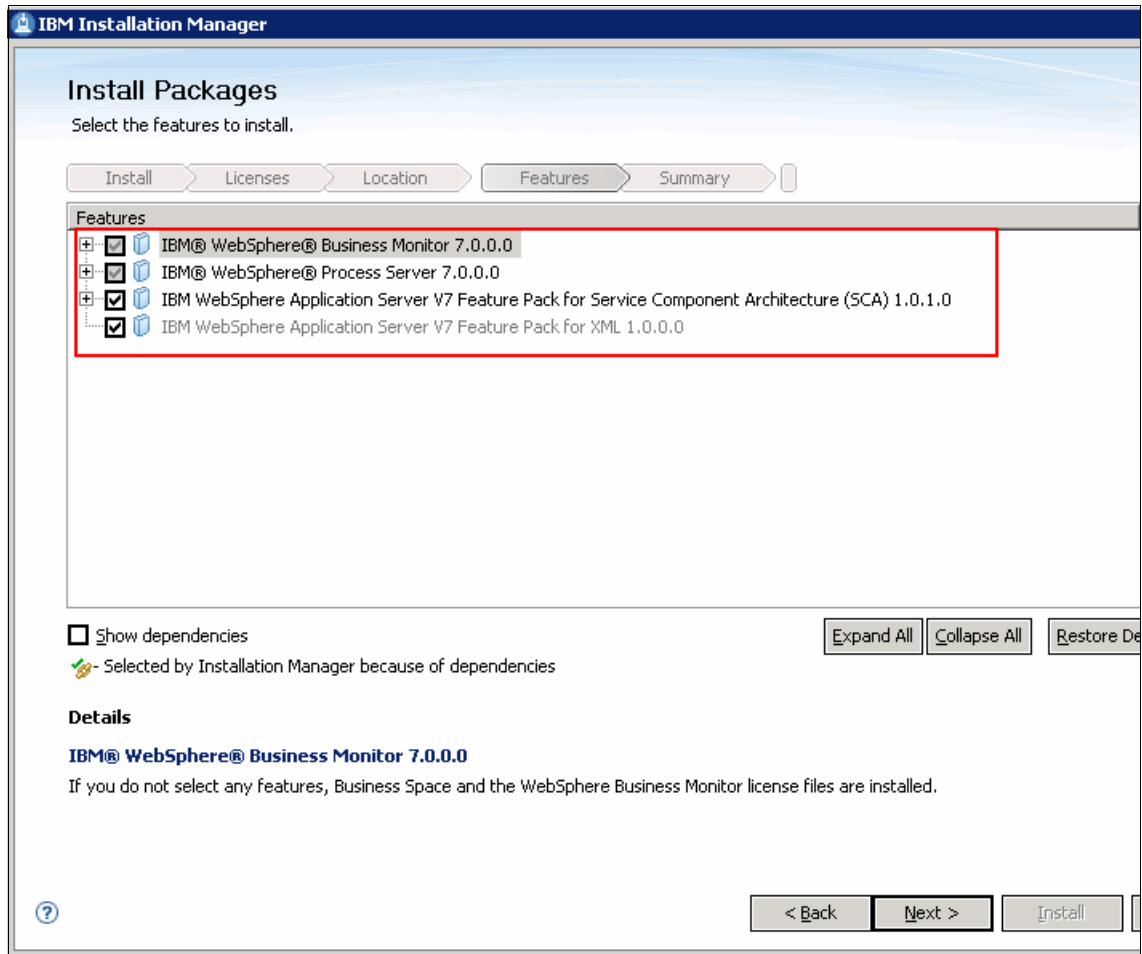 IBM Installation Manager
Install Packages
Select the features to install.
Install Licenses Location Features Summary
Features
IBM® WebSphere® Business Monitor 7.0.0.0
IBM® WebSphere® Process Server 7.0.0.0
IBM WebSphere Application Server V7 Feature Pack for Service Component Architecture (SCA) 1.0.1.0
IBM WebSphere Application Server V7 Feature Pack for XML 1.0.0.0
Show dependencies Expand All Collapse All Restore De
- Selected by Installation Manager because of dependencies
Details
IBM® WebSphere® Business Monitor 7.0.0.0
If you do not select any features, Business Space and the WebSphere Business Monitor license files are installed.
? < Back Next > Install